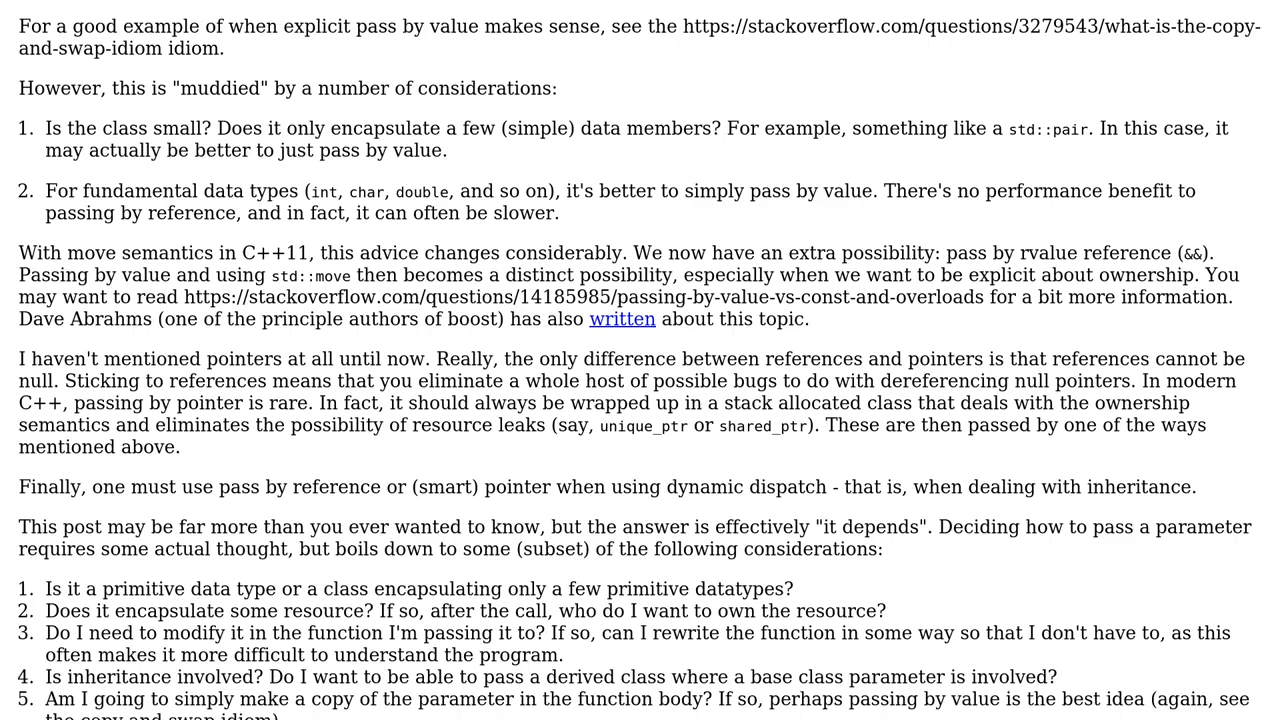 For a good example of when explicit pass by value makes sense, see the https://stackoverflow.com/questions/3279543/what-is-the-copy-
and-swap-idiom idiom.
However, this is "muddied" by a number of considerations:
1. Is the class small? Does it only encapsulate a few (simple) data members? For example, something like a std::pair. In this case, it
may actually be better to just pass by value.
2. For fundamental data types (int, char, double, and so on), it's better to simply pass by value. There's no performance benefit to
passing by reference, and in fact, it can often be slower.
With move semantics in C++11, this advice changes considerably. We now have an extra possibility: pass by rvalue reference (&&).
Passing by value and using std::move then becomes a distinct possibility, especially when we want to be explicit about ownership. You
may want to read https://stackoverflow.com/questions/14185985/passing-by-value-vs-const-and-overloads for a bit more information.
Dave Abrahms (one of the principle authors of boost) has also written about this topic.
I haven't mentioned pointers at all until now. Really, the only difference between references and pointers is that references cannot be
null. Sticking to references means that you eliminate a whole host of possible bugs to do with dereferencing null pointers. In modern
C++, passing by pointer is rare. In fact, it should always be wrapped up in a stack allocated class that deals with the ownership
semantics and eliminates the possibility of resource leaks (say, unique_ptr or shared_ptr). These are then passed by one of the ways
mentioned above.
Finally, one must use pass by reference or (smart) pointer when using dynamic dispatch - that is, when dealing with inheritance.
This post may be far more than you ever wanted to know, but the answer is effectively "it depends". Deciding how to pass a parameter
requires some actual thought, but boils down to some (subset) of the following considerations:
1. Is it a primitive data type or a class encapsulating only a few primitive datatypes?
2. Does it encapsulate some resource? If so, after the call, who do I want to own the resource?
3. Do I need to modify it in the function I'm passing it to? If so, can I rewrite the function in some way so that I don't have to, as this
often makes it more difficult to understand the program.
4. Is inheritance involved? Do I want to be able to pass a derived class where a base class parameter is involved?
5. Am I going to simply make a copy of the parameter in the function body? If so, perhaps passing by value is the best idea (again, see
the copy and swap idiom)